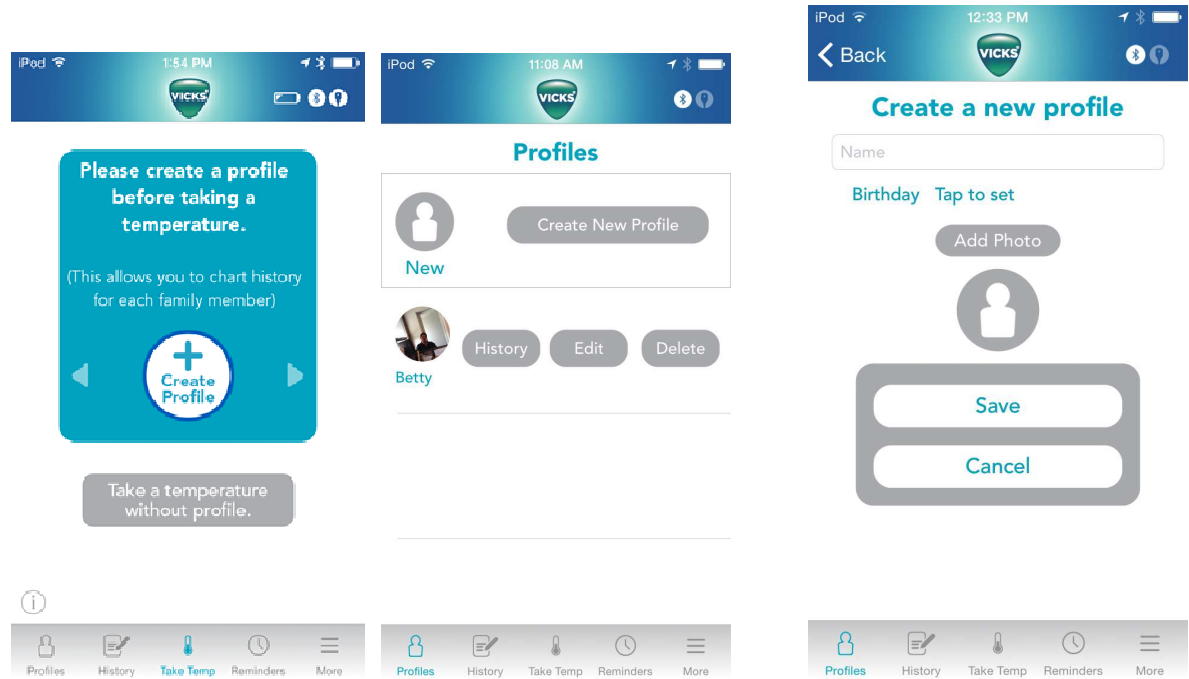 iPod
1:54 PM
VICKS
Please create a profile
before taking a
temperature.
(This allows you to chart history
for each family member)
Create
Profile
Take a temperature
without profile.
Profiles
History
Take Temp
Reminders
More
iPod
11:08 AM
VICKS
Profiles
New
Create New Profile
Betty
History
Edit
Delete
Profiles
History
Take Temp
Reminders
More
iPod
12:33 PM
Back
VICKS
Create a new profile
Name
Birthday Tap to set
Add Photo
Save
Cancel
Profiles
History
Take Temp
Reminders
More